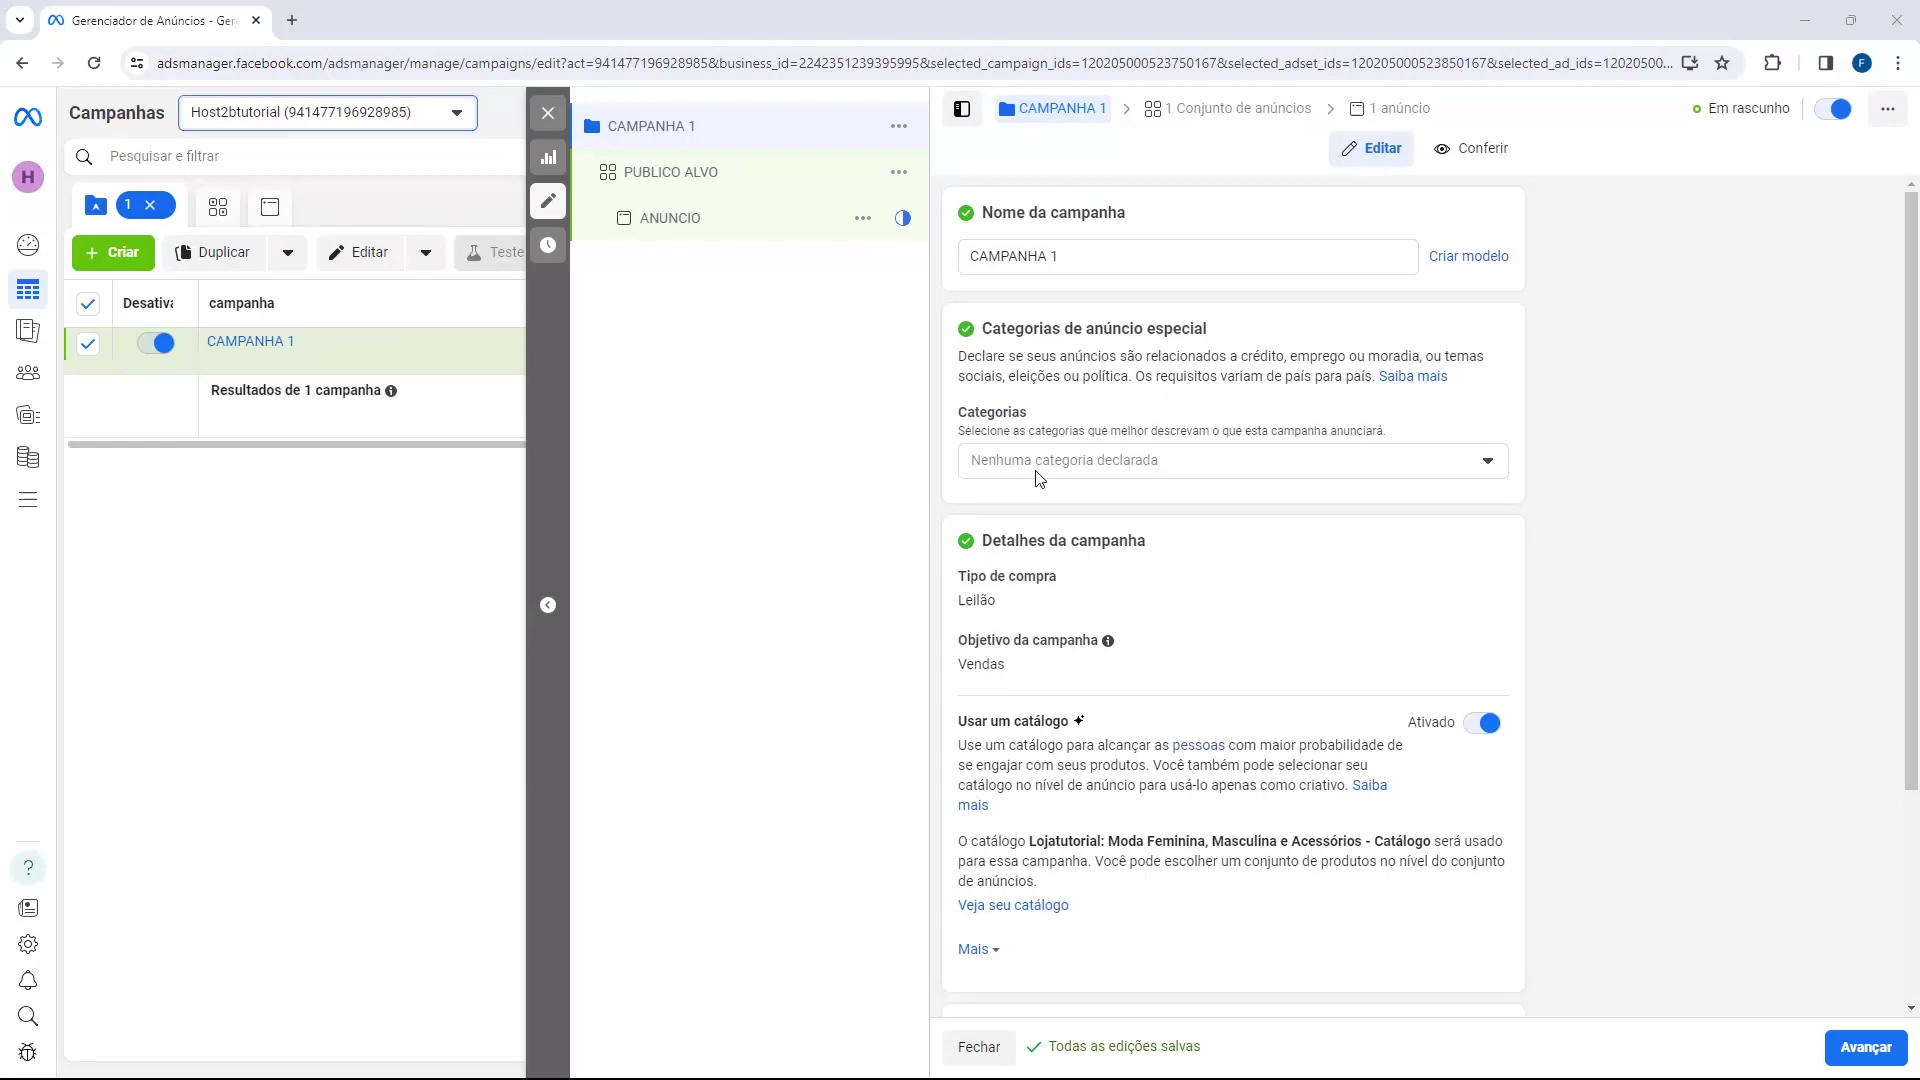 Gerenciador de Anúncios - Gere
adsmanager.facebook.com/adsmanager/manage/campaigns/edit?act=941477196928985&business_id=2242351239395995&selected_campaign_ids=120205000523750167&selected_adset_ids=120205000523850167&selected_ad_ids=12020500...
F
Campanhas
Host2btutorial (941477196928985)
H
Pesquisar e filtrar
1
Criar
Duplicar
Editar
Teste
Desativa
campanha
CAMPANHA 1
Resultados de 1 campanha
CAMPANHA 1
PUBLICO ALVO
ANUNCIO
CAMPANHA 1
1 Conjunto de anúncios
1 anúncio
Em rascunho
Editar
Conferir
Nome da campanha
CAMPANHA 1
Criar modelo
Categorias de anúncio especial
Declare se seus anúncios são relacionados a crédito, emprego ou moradia, ou temas
sociais, eleições ou política. Os requisitos variam de país para país. Saiba mais
Categorias
Selecione as categorias que melhor descrevam o que esta campanha anunciará.
Nenhuma categoria declarada
Detalhes da campanha
Tipo de compra
Leilão
Objetivo da campanha
Vendas
Usar um catálogo
Ativado
Use um catálogo para alcançar as pessoas com maior probabilidade de
se engajar com seus produtos. Você também pode selecionar seu
catálogo no nível de anúncio para usá-lo apenas como criativo. Saiba
mais
O catálogo Lojatutorial: Moda Feminina, Masculina e Acessórios - Catálogo será usado
para essa campanha. Você pode escolher um conjunto de produtos no nível do conjunto
de anúncios.
Veja seu catálogo
Mais
Fechar
Todas as edições salvas
Avançar